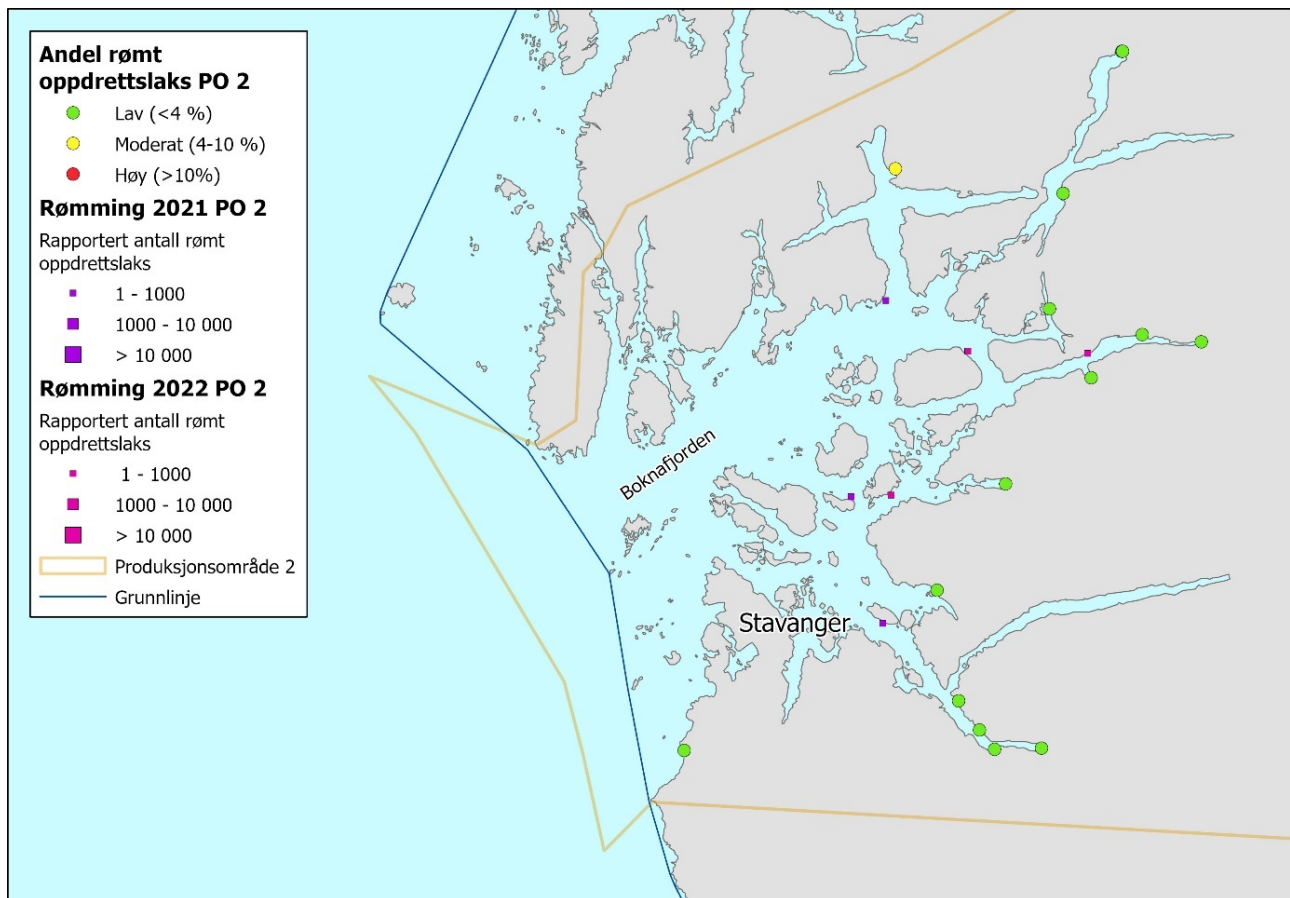 Andel rømt
oppdrettslaks PO 2
Lav (<4 %)
Moderat (4-10 %)
Høy (>10%)
Rømming 2021 PO 2
Rapportert antall rømt
oppdrettslaks
1 - 1000
1000 - 10 000
> 10 000
Rømming 2022 PO 2
Rapportert antall rømt
oppdrettslaks
1 - 1000
1000 - 10 000
> 10 000
Produksjonsområde 2
Grunnlinje
Boknafjorden
Stavanger